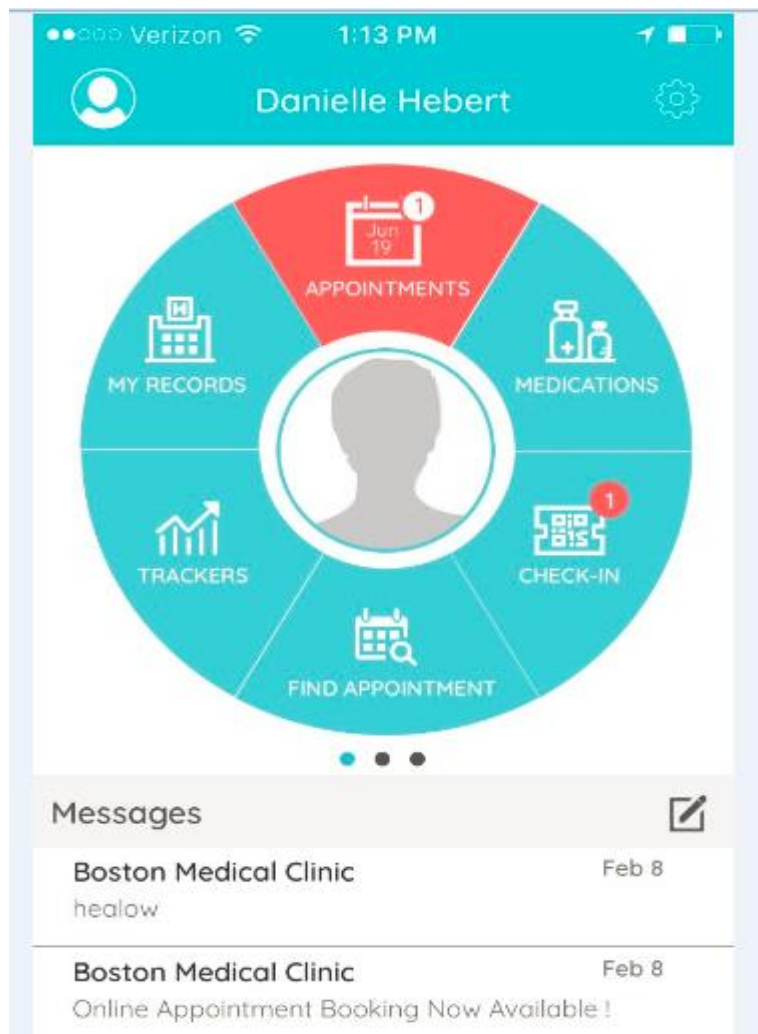 Verizon 1:13 PM
Danielle Hebert
1
Jun
19
APPOINTMENTS
MY RECORDS
MEDICATIONS
TRACKERS
1
CHECK-IN
FIND APPOINTMENT
Messages
Boston Medical Clinic Feb 8
healow
Boston Medical Clinic Feb 8
Online Appointment Booking Now Available !